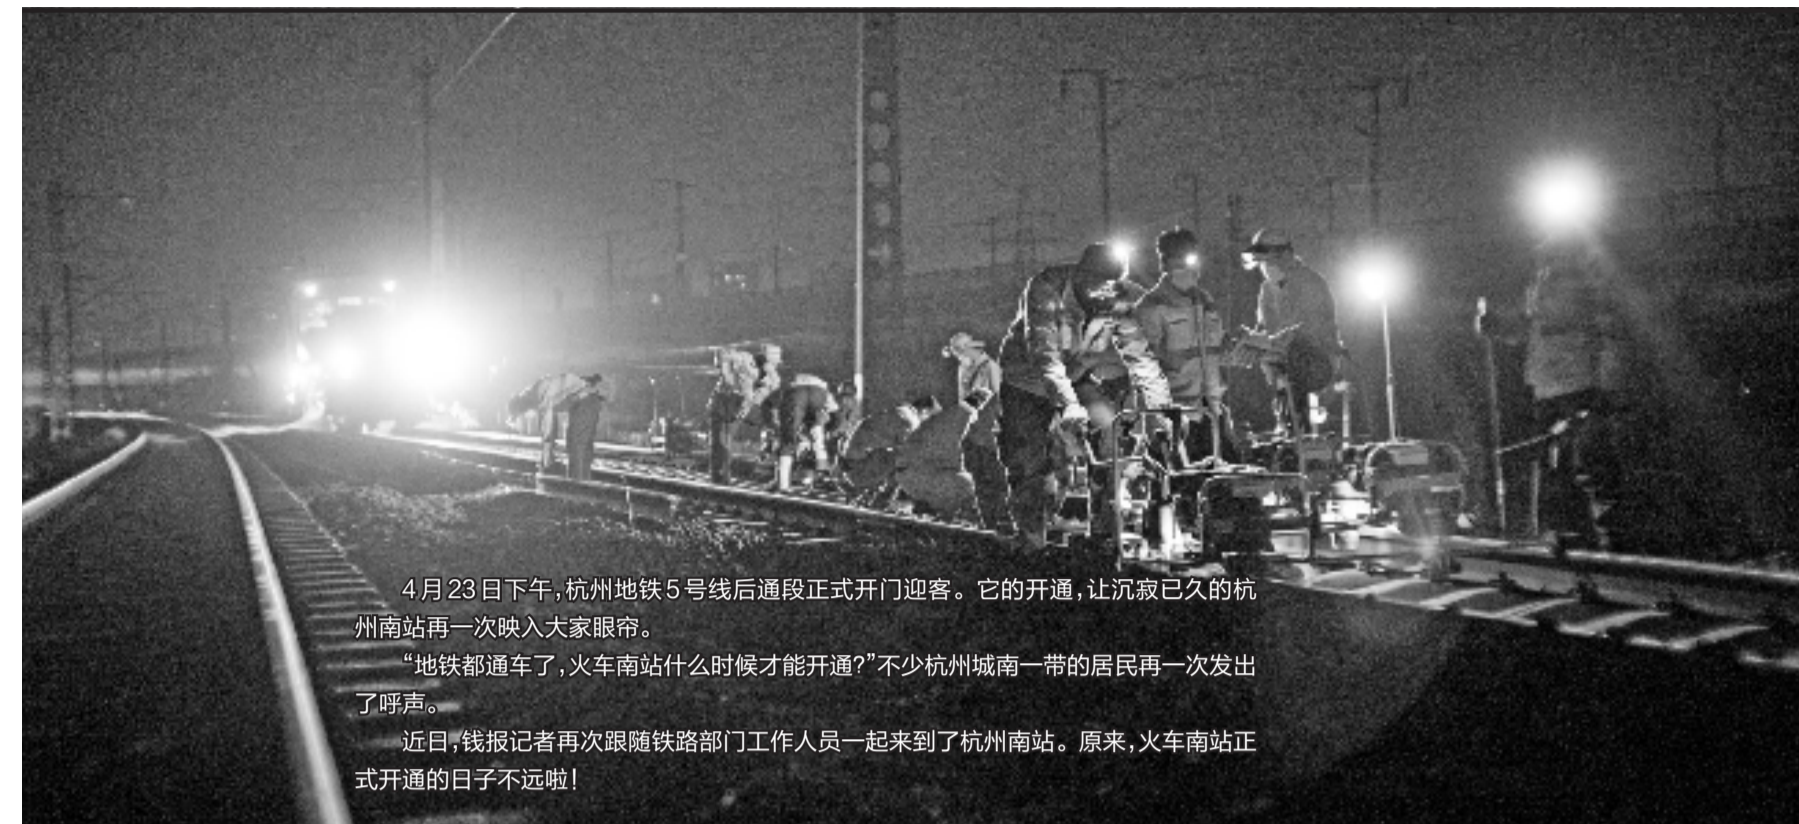 4月23日下午,杭州地铁5号线后通段正式开门迎客。它的开通,让沉寂已久的杭
州南站再一次映入大家眼帘。
“地铁都通车了,火车南站什么时候才能开通?”不少杭州城南一带的居民再一次发出
了呼声。
近日,钱报记者再次跟随铁路部门工作人员一起来到了杭州南站。原来,火车南站正
式开通的日子不远啦!